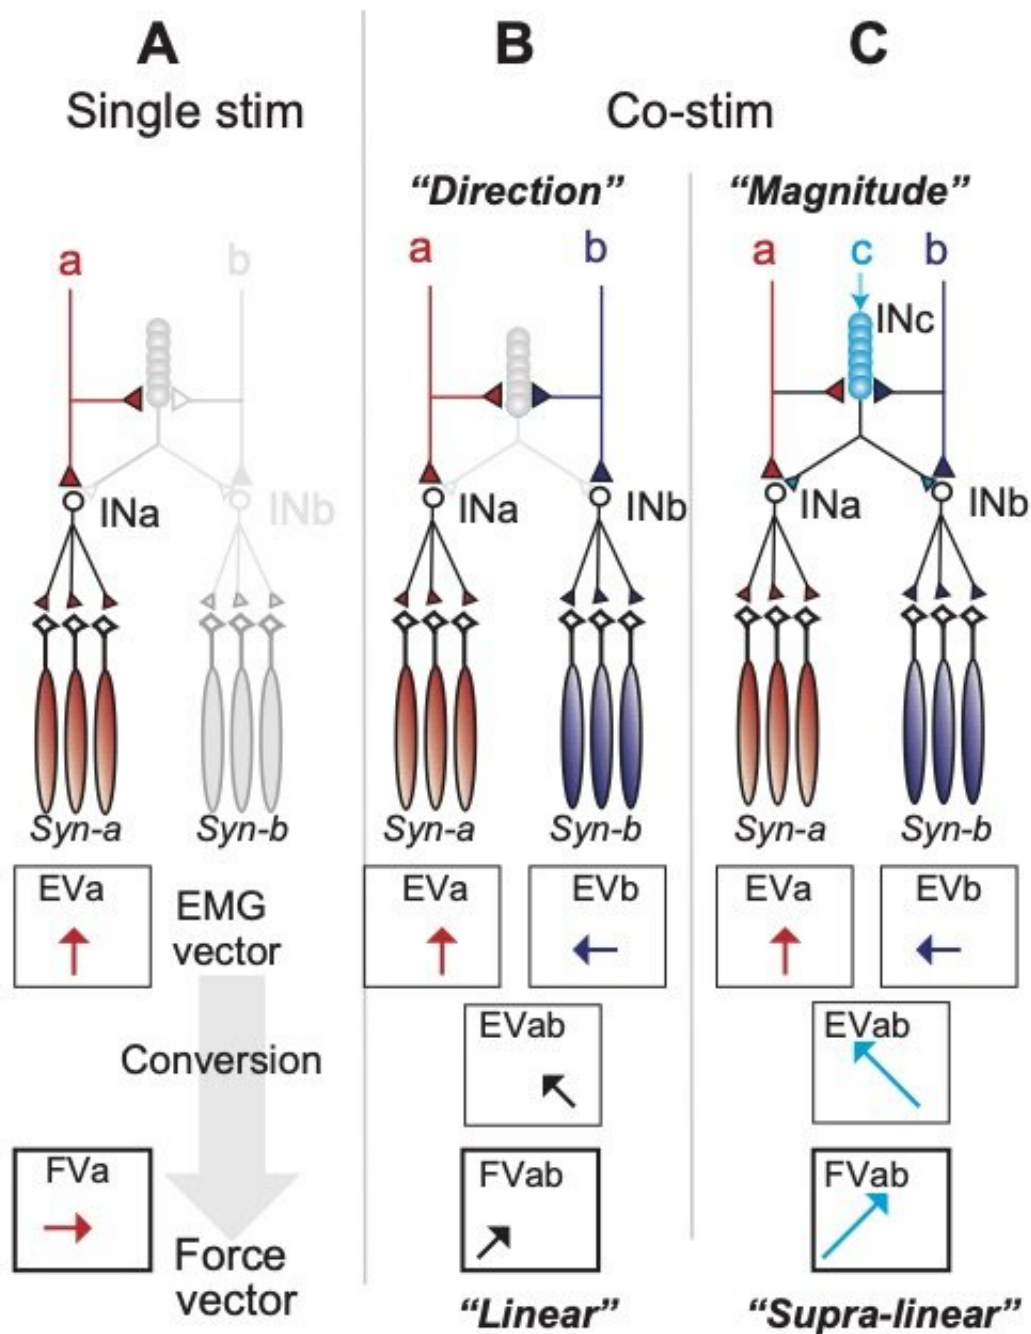 A
B
C
Single stim
Co-stim
“Direction”
“Magnitude”
a
b
a
b
a
c
b
INc
INa
INb
INa
INb
INa
INb
Syn-a
Syn-b
Syn-a
Syn-b
Syn-a
Syn-b
EVa
EMG
vector
EVa
EVb
EVa
EVb
Conversion
EVab
EVab
FVa
FVab
FVab
Force
vector
“Linear”
“Supra-linear”